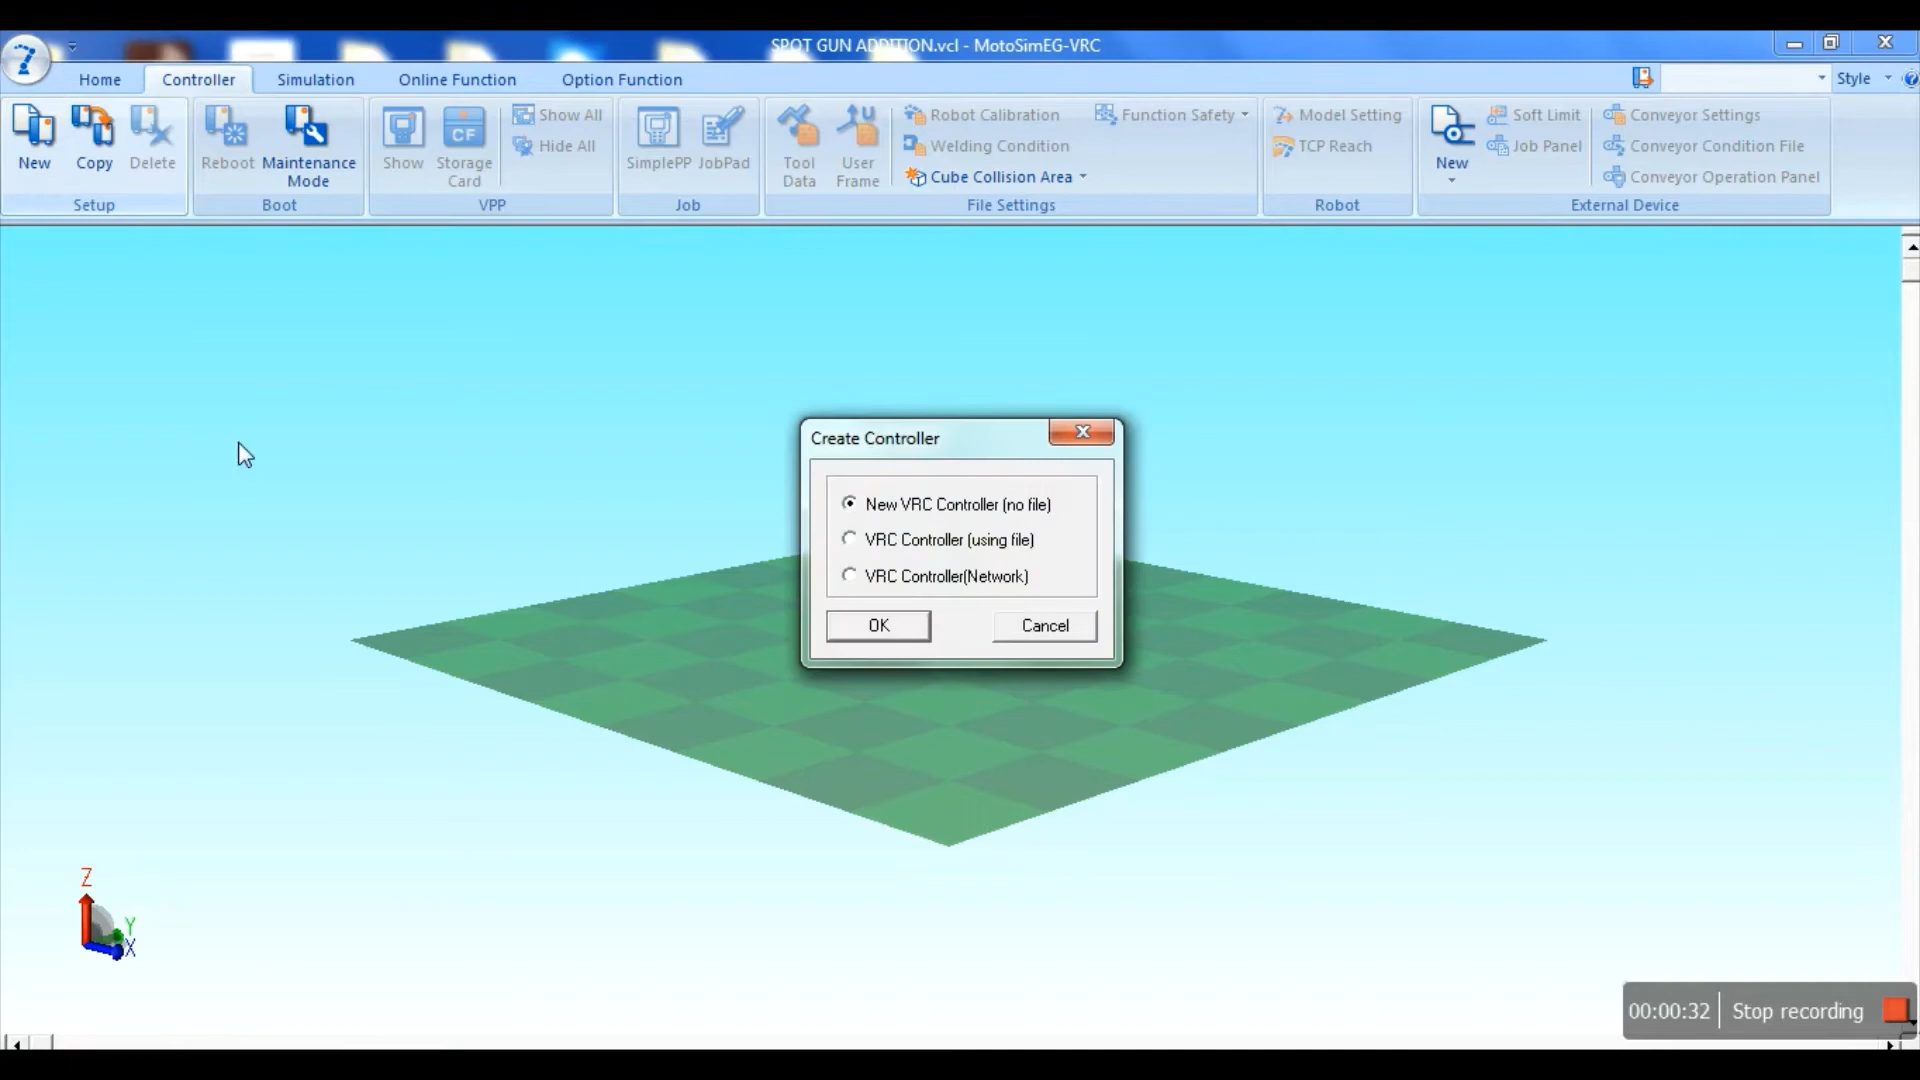 SPOT GUN ADDITION.vcl - MotoSimEG-VRC
Home Controller Simulation Online Function Option Function Style
New Copy Delete
Setup
Reboot Maintenance Mode
Boot
Show Storage Card Show All Hide All
VPP
SimplePP JobPad
Job
Tool Data User Frame
Robot Calibration Function Safety
Welding Condition
Cube Collision Area
File Settings
Model Setting
TCP Reach
Robot
New Soft Limit Conveyor Settings
Job Panel Conveyor Condition File
Conveyor Operation Panel
External Device
Create Controller
New VRC Controller (no file)
VRC Controller (using file)
VRC Controller(Network)
OK Cancel
Z
Y
X
00:00:32 Stop recording